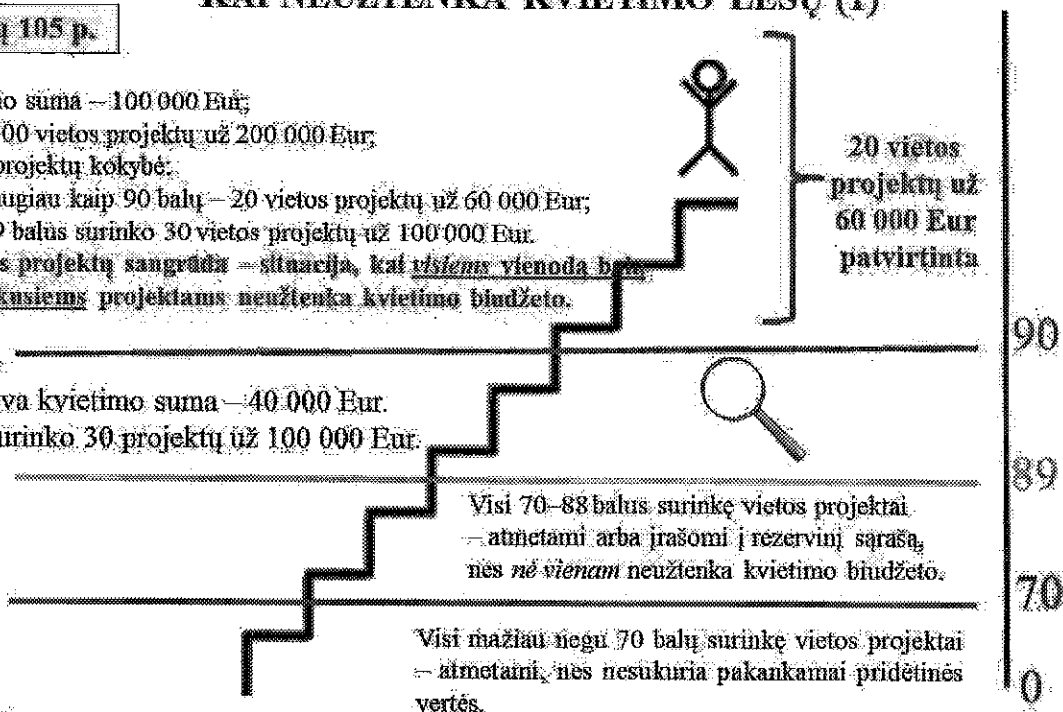 KAI NEUŽTENKA KVIETIMO LĖŠŲ (1)
ų 105 p.
o suma – 100 000 Eur;
00 vietos projektų už 200 000 Eur;
projektų kokybė:
ugiau kaip 90 balų – 20 vietos projektų už 60 000 Eur;
9 balus surinko 30 vietos projektų už 100 000 Eur.
s projektų sangrūda – situacija, kai visiems vienodą balą
kusiems projektams neužtenka kvietimo biudžeto.
20 vietos
projektų už
60 000 Eur
patvirtinta
90
va kvietimo suma – 40 000 Eur.
urinko 30 projektų už 100 000 Eur.
89
Visi 70–88 balus surinkę vietos projektai
– atmetami arba įrašomi į rezervinį sąrašą,
nes nė vienam neužtenka kvietimo biudžeto.
70
Visi mažiau negu 70 balų surinkę vietos projektai
– atmetami, nes nesukuria pakankamai pridėtinės
vertės.
0